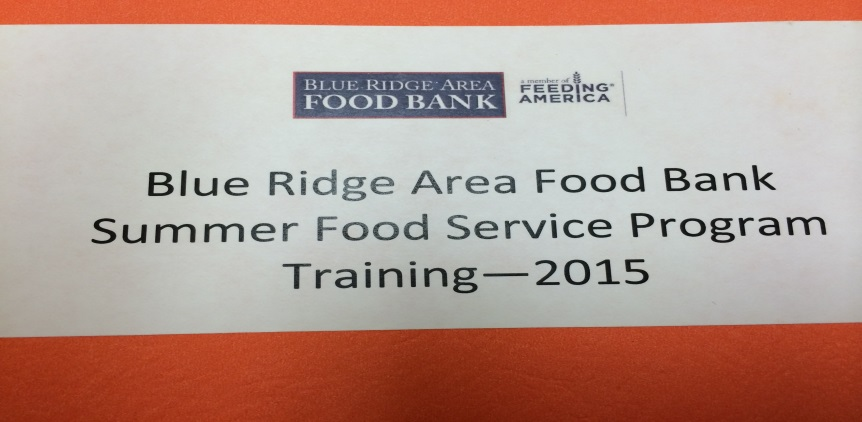 BLUE RIDGE AREA
FOOD BANK
a member of
FEEDING®
AMERICA
Blue Ridge Area Food Bank
Summer Food Service Program
Training—2015